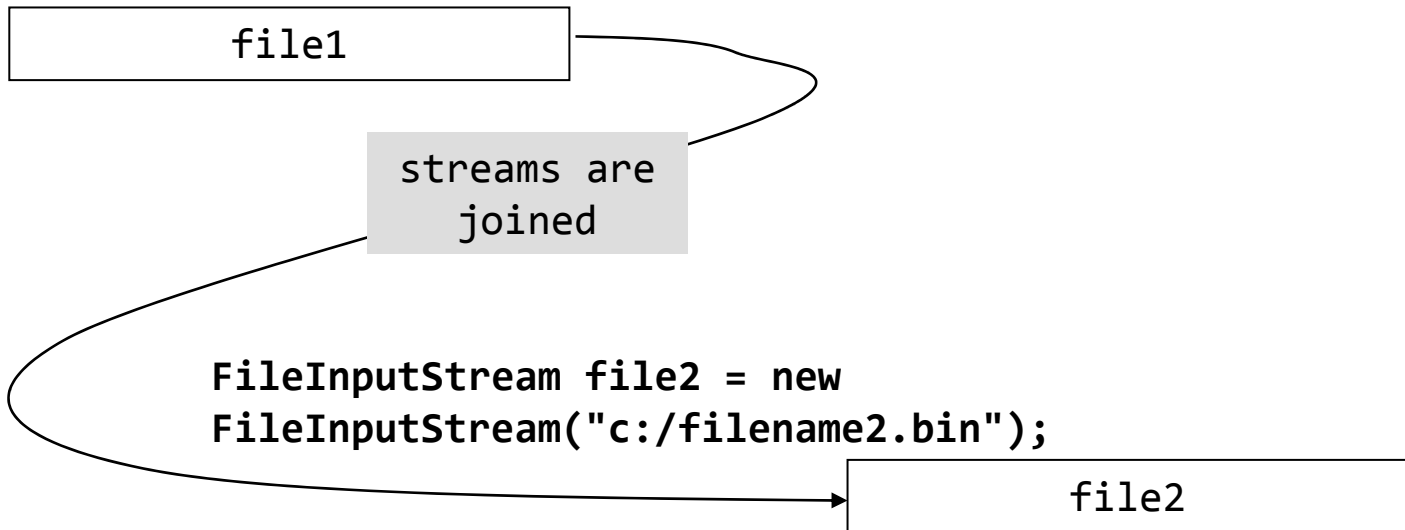 file1
streams are
joined
FileInputStream file2 = new
FileInputStream("c:/filename2.bin");
file2